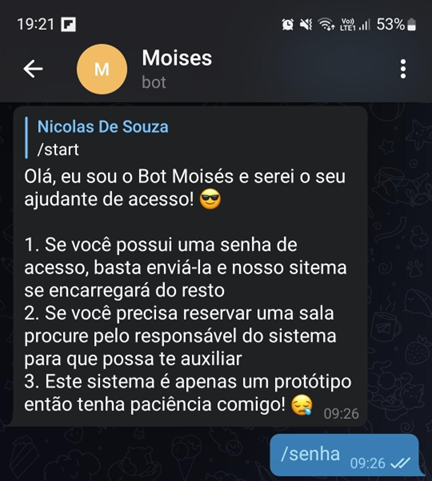 19:21
Vo)) LTE1 53%
M
Moises
bot
Nicolas De Souza
/start
Olá, eu sou o Bot Moisés e serei o seu
ajudante de acesso! 😎
1. Se você possui uma senha de
acesso, basta enviá-la e nosso sitema
se encarregará do resto
2. Se você precisa reservar uma sala
procure pelo responsável do sistema
para que possa te auxiliar
3. Este sistema é apenas um protótipo
então tenha paciência comigo! 😪 09:26
/senha 09:26